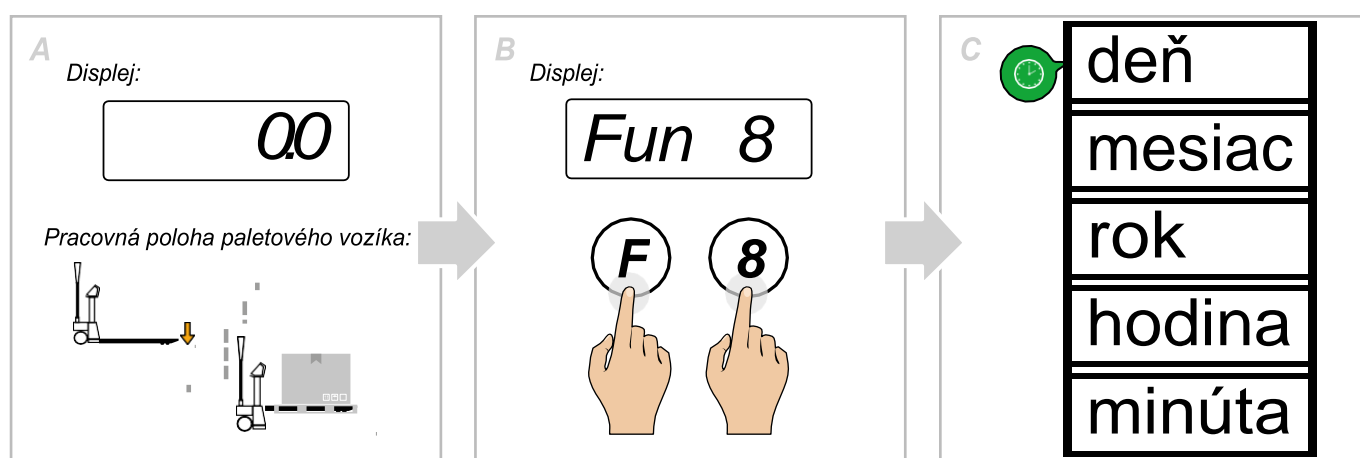 A
Displej:
0.0
Pracovná poloha paletového vozíka:
B
Displej:
Fun 8
F
8
C
deň
mesiac
rok
hodina
minúta